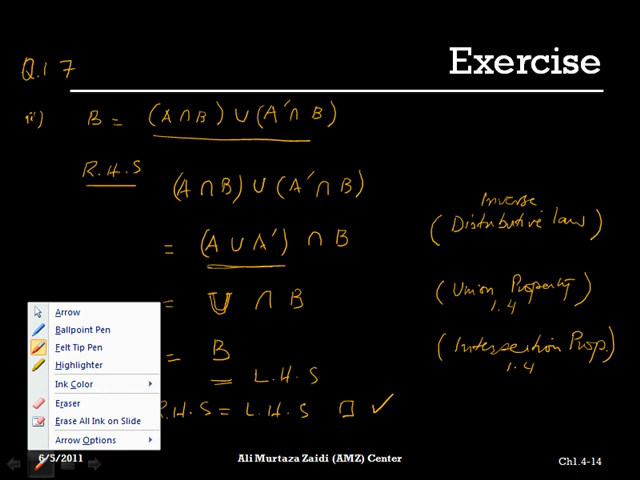 Exercise
Q.17
ii) B = (A ∩ B) ∪ (A′ ∩ B)
R.H.S
(A ∩ B) ∪ (A′ ∩ B)
Inverse
= (A ∪ A′) ∩ B (Distributive law)
= U ∩ B (Union Property)
1.4
= B (Intersection Prop.)
1.4
= L.H.S
R.H.S = L.H.S □ ✓
Arrow
Ballpoint Pen
Felt Tip Pen
Highlighter
Ink Color
Eraser
Erase All Ink on Slide
Arrow Options
6/5/2011 Ali Murtaza Zaidi (AMZ) Center Ch1.4-14